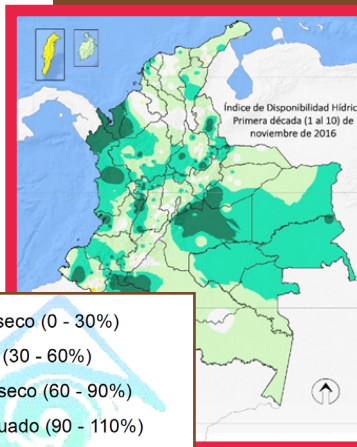 Índice de Disponibilidad Hídric
Primera década (1 al 10) de
noviembre de 2016
seco (0 - 30%)
(30 - 60%)
seco (60 - 90%)
uado (90 - 110%)